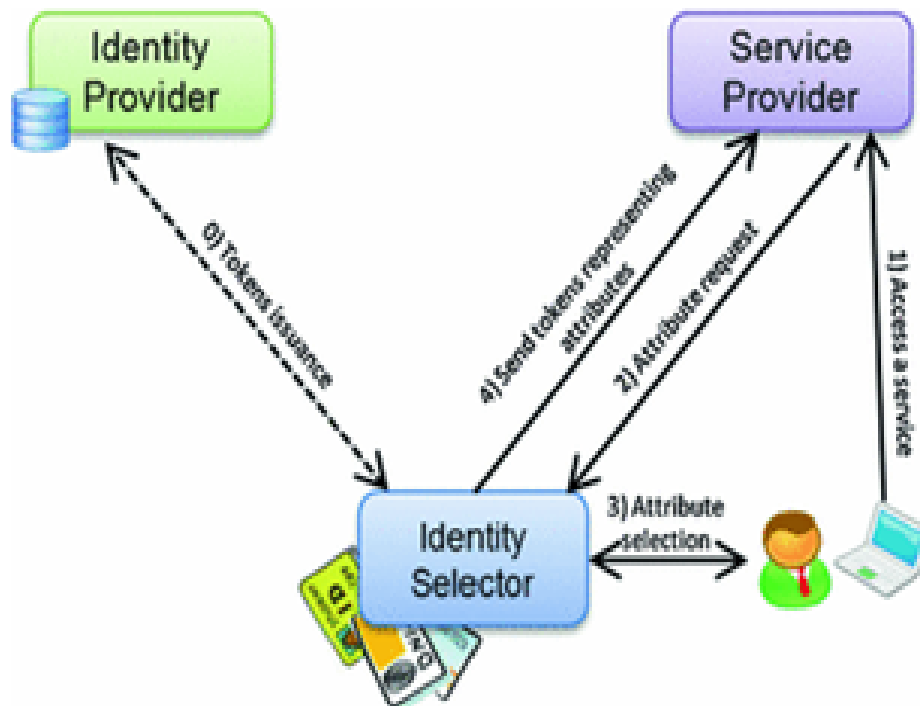 Identity
Provider
Service
Provider
0) Tokens issuance
4) Send tokens representing
attributes
2) Attribute request
1) Access a service
3) Attribute
selection
Identity
Selector
ID